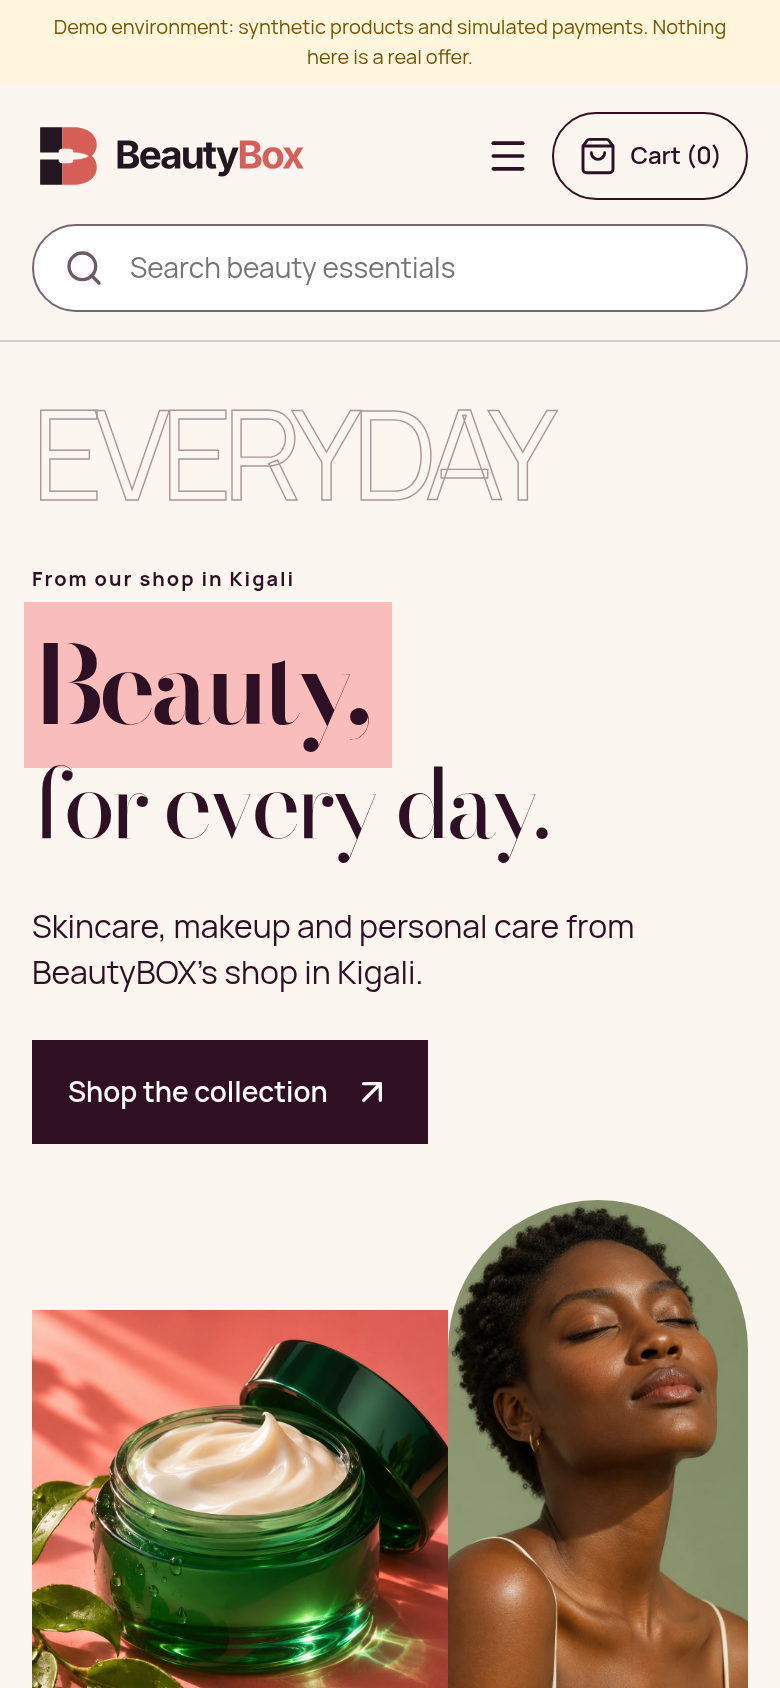 Demo environment: synthetic products and simulated payments. Nothing
here is a real offer.
BeautyBox
Cart (0)
Search beauty essentials
EVERYDAY
From our shop in Kigali
Beauty,
for every day.
Skincare, makeup and personal care from
BeautyBOX’s shop in Kigali.
Shop the collection